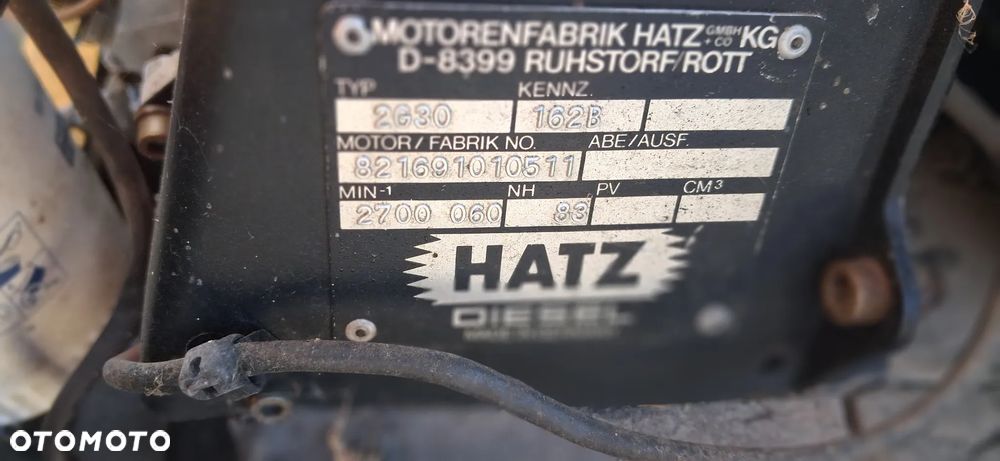 MOTORENFABRIK HATZ GMBH + CO KG
D-8399 RUHSTORF/ROTT
TYP KENNZ.
2G30 162B
MOTOR/FABRIK NO. ABE/AUSF.
821691010511
MIN-1 NH PV CM³
2700 060 83
HATZ
DIESEL
OTOMOTO